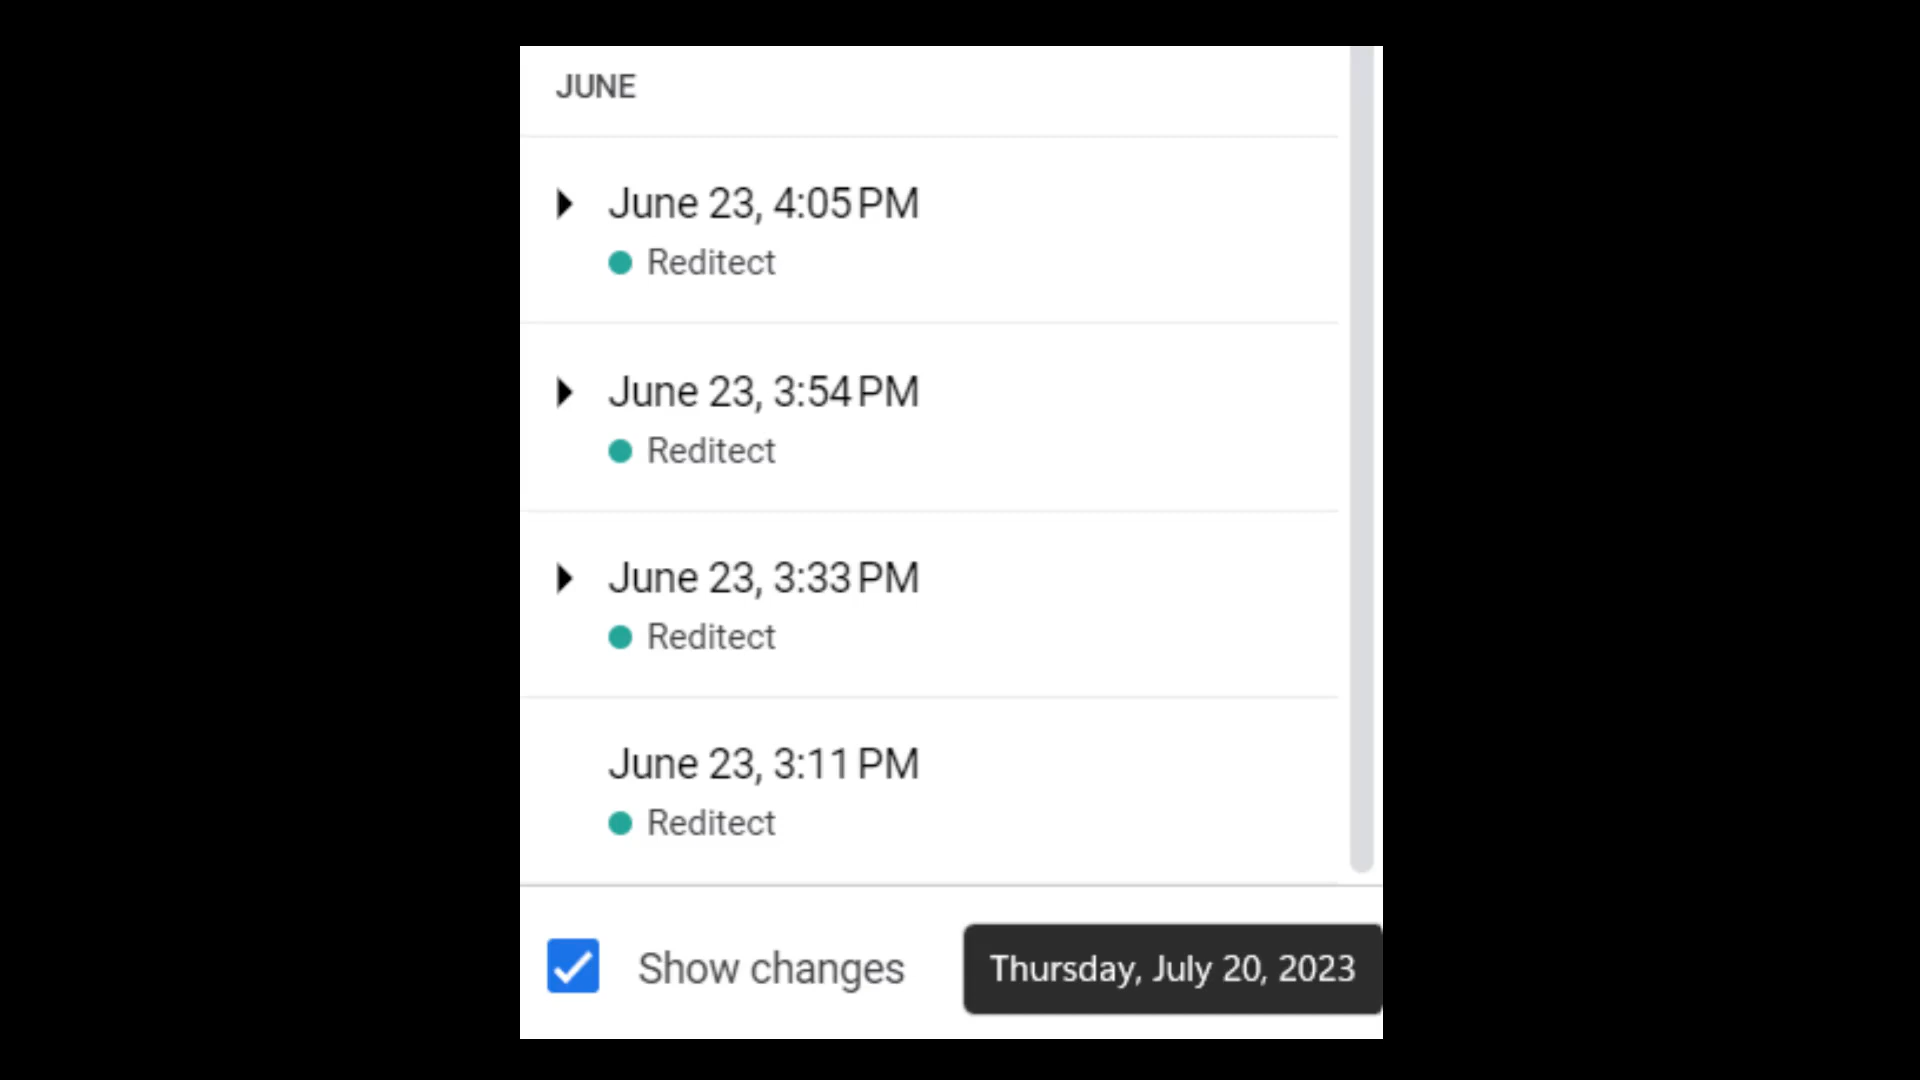 JUNE
June 23, 4:05 PM
Reditect
June 23, 3:54 PM
Reditect
June 23, 3:33 PM
Reditect
June 23, 3:11 PM
Reditect
Show changes
Thursday, July 20, 2023